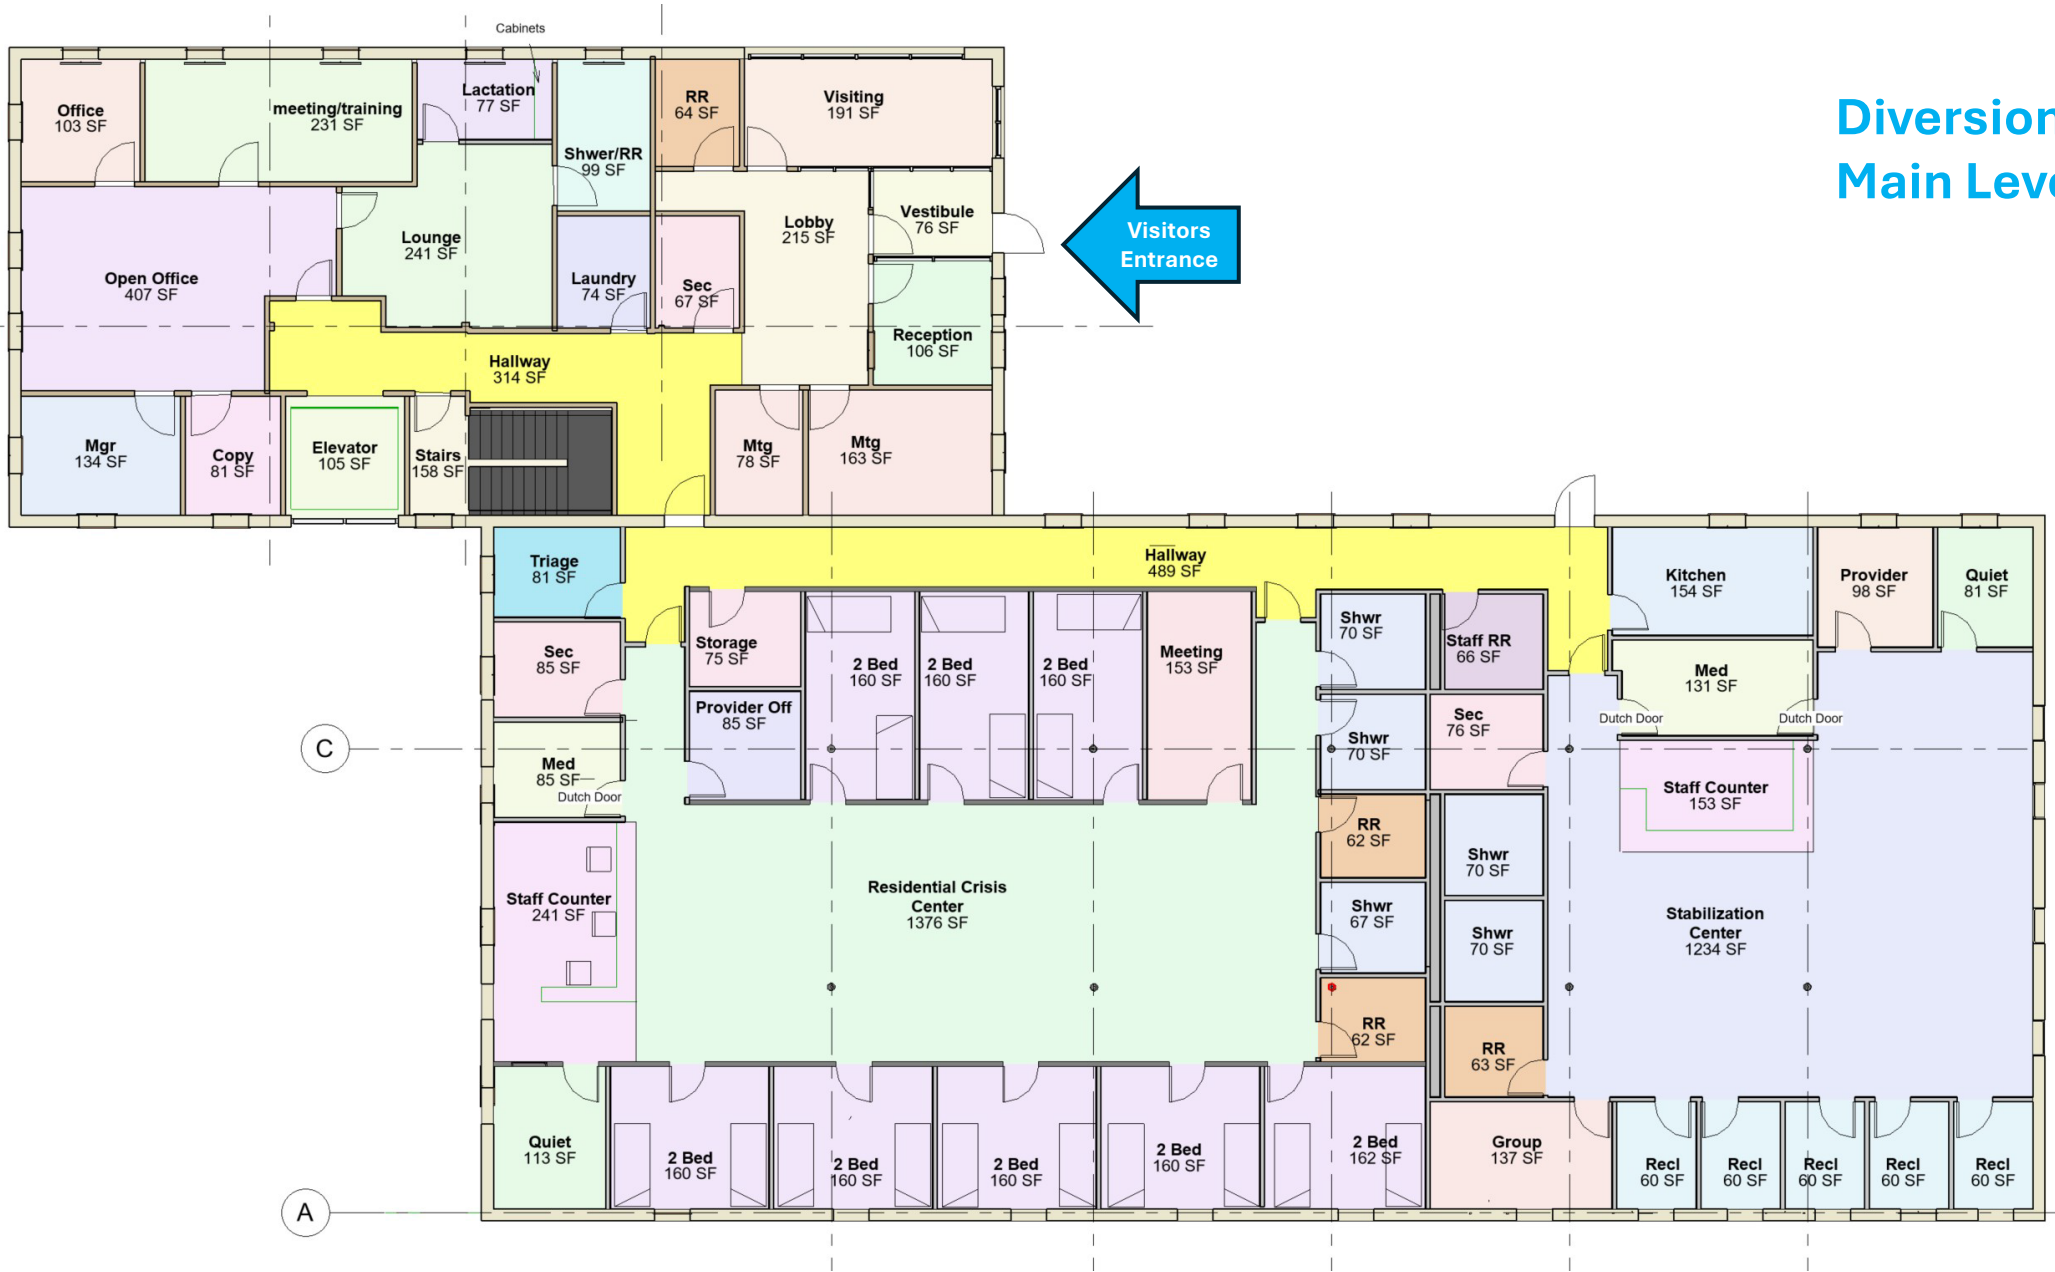 Cabinets
Diversion
Main Leve
Office
103 SF
meeting/training
231 SF
Lactation
77 SF
Shwer/RR
99 SF
RR
64 SF
Visiting
191 SF
Open Office
407 SF
Lounge
241 SF
Laundry
74 SF
Sec
67 SF
Lobby
215 SF
Vestibule
76 SF
Visitors
Entrance
Reception
106 SF
Hallway
314 SF
Mgr
134 SF
Copy
81 SF
Elevator
105 SF
Stairs
158 SF
Mtg
78 SF
Mtg
163 SF
Triage
81 SF
Hallway
489 SF
Kitchen
154 SF
Provider
98 SF
Quiet
81 SF
Sec
85 SF
Storage
75 SF
2 Bed
160 SF
2 Bed
160 SF
2 Bed
160 SF
Meeting
153 SF
Shwr
70 SF
Staff RR
66 SF
Med
131 SF
Dutch Door
Dutch Door
Provider Off
85 SF
Shwr
70 SF
Sec
76 SF
C
Med
85 SF
Dutch Door
Staff Counter
153 SF
RR
62 SF
Shwr
70 SF
Staff Counter
241 SF
Residential Crisis
Center
1376 SF
Shwr
67 SF
Shwr
70 SF
Stabilization
Center
1234 SF
RR
62 SF
RR
63 SF
Quiet
113 SF
2 Bed
160 SF
2 Bed
160 SF
2 Bed
160 SF
2 Bed
160 SF
2 Bed
162 SF
Group
137 SF
Recl
60 SF
Recl
60 SF
Recl
60 SF
Recl
60 SF
Recl
60 SF
A